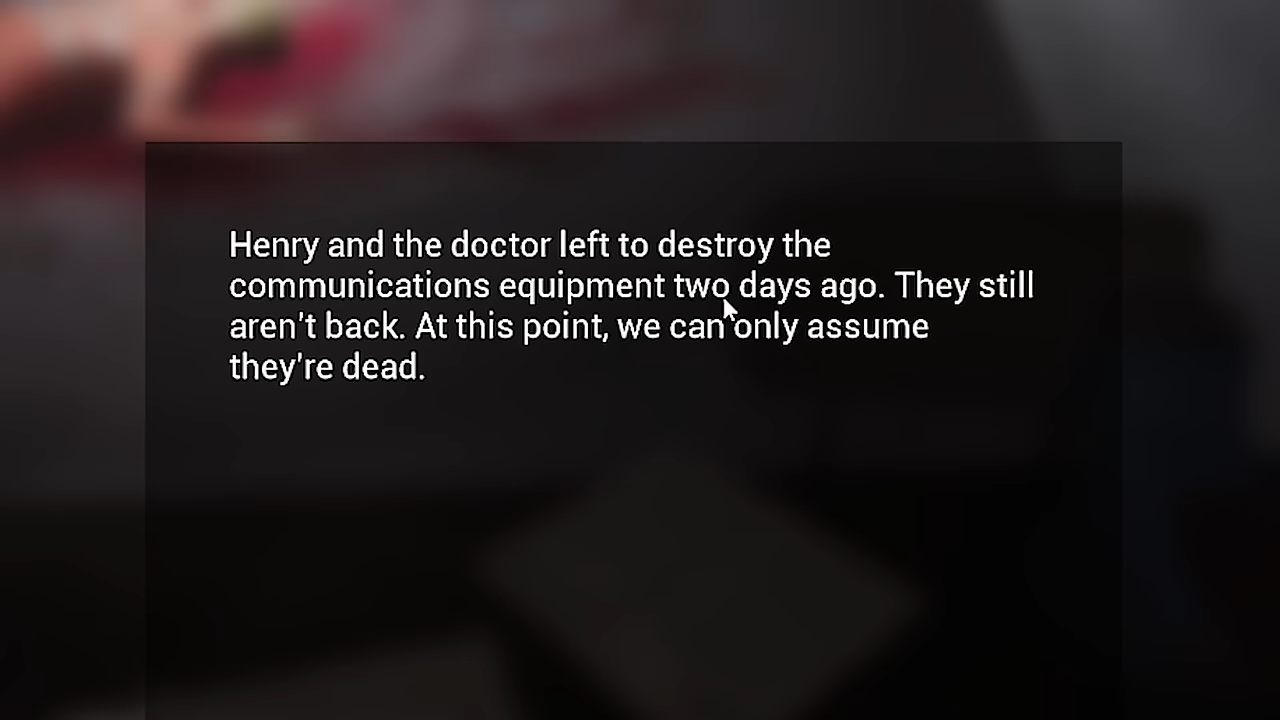 Henry and the doctor left to destroy the
communications equipment two days ago. They still
aren't back. At this point, we can only assume
they're dead.